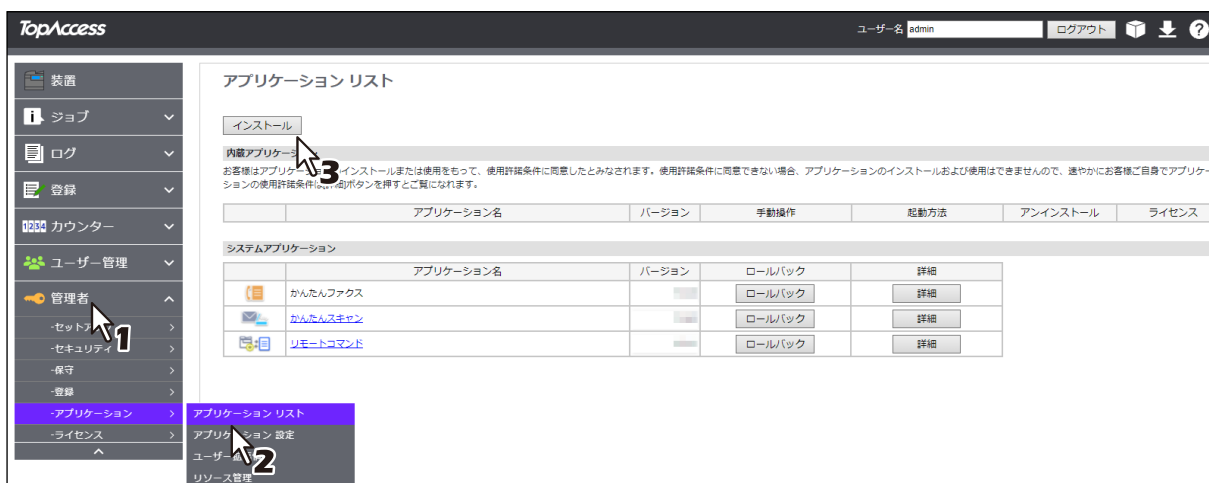 TopAccess
ユーザー名 admin ログアウト
装置
ジョブ
ログ
登録
1234 カウンター
ユーザー管理
管理者
1
-セキュリティ
-保守
-登録
-アプリケーション
-ライセンス
アプリケーション リスト
アプリケーション 設定
2
リソース管理
アプリケーション リスト
インストール
3
内蔵アプリケーション
お客様はアプリケーションのインストールまたは使用をもって、使用許諾条件に同意したとみなされます。使用許諾条件に同意できない場合、アプリケーションのインストールおよび使用はできませんので、速やかにお客様ご自身でアプリケー
ションの使用許諾条件は[詳細]ボタンを押すとご覧になれます。
アプリケーション名 バージョン 手動操作 起動方法 アンインストール ライセンス
システムアプリケーション
アプリケーション名 バージョン ロールバック 詳細
かんたんファクス ロールバック 詳細
かんたんスキャン ロールバック 詳細
リモートコマンド ロールバック 詳細